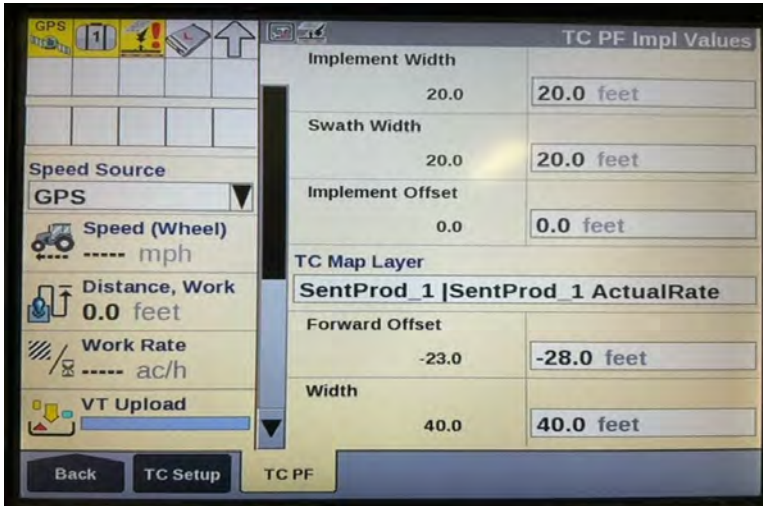 GPS
1
TC PF Impl Values
Implement Width
20.0 20.0 feet
Swath Width
20.0 20.0 feet
Implement Offset
0.0 0.0 feet
TC Map Layer
SentProd_1 |SentProd_1 ActualRate
Forward Offset
-23.0 -28.0 feet
Width
40.0 40.0 feet
Speed Source
GPS
Speed (Wheel)
----- mph
Distance, Work
0.0 feet
Work Rate
----- ac/h
VT Upload
Back TC Setup TC PF